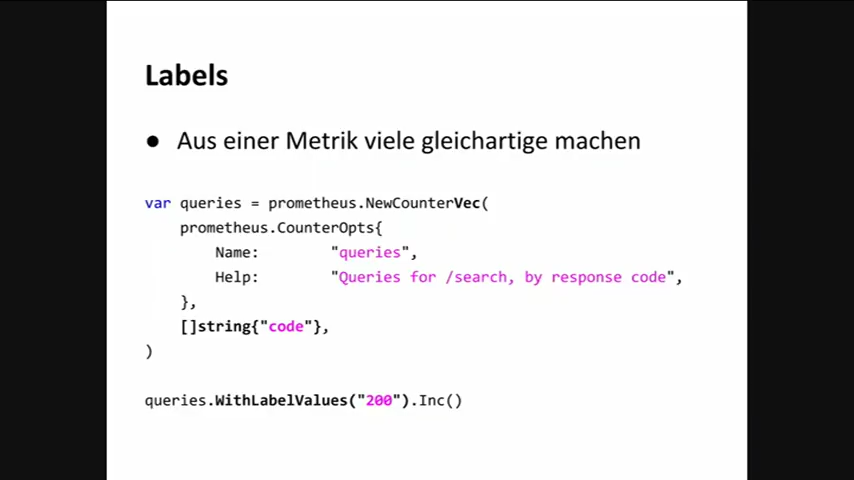 Labels
● Aus einer Metrik viele gleichartige machen
var queries = prometheus.NewCounterVec(
    prometheus.CounterOpts{
        Name:        "queries",
        Help:        "Queries for /search, by response code",
    },
    []string{"code"},
)
queries.WithLabelValues("200").Inc()